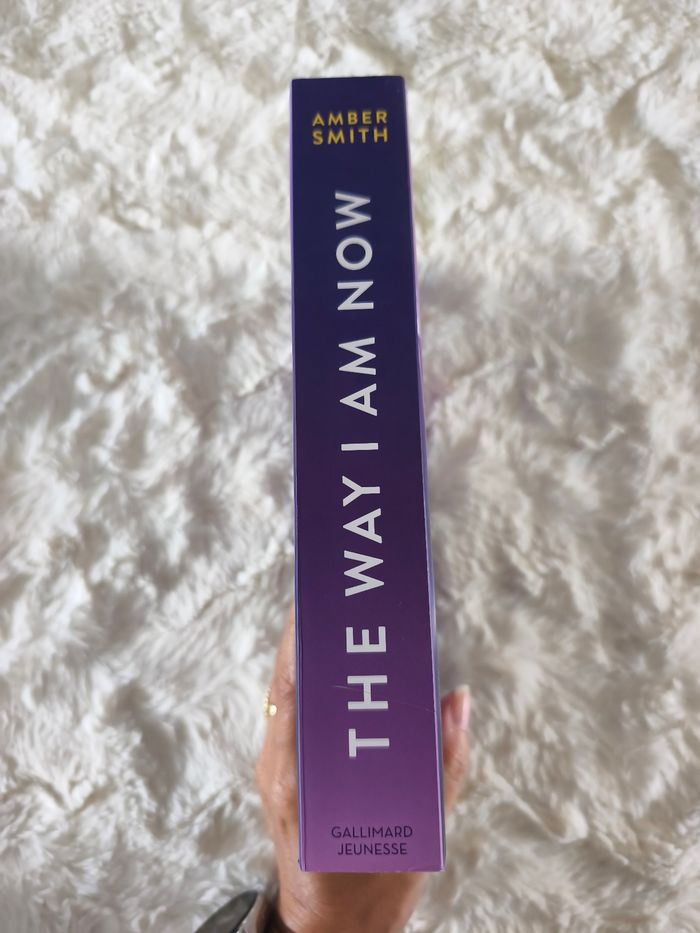 AMBER
SMITH
THE WAY I AM NOW
GALLIMARD
JEUNESSE